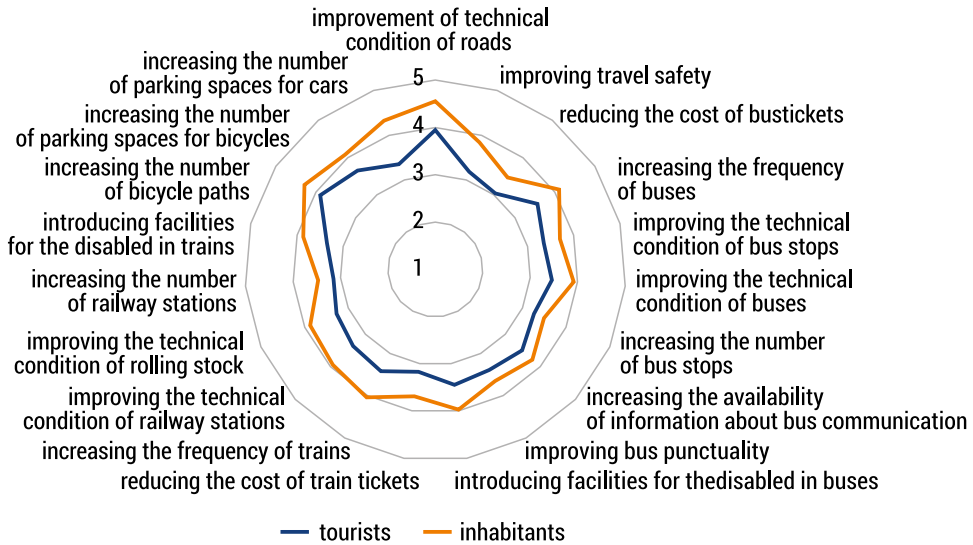 improvement of technical
condition of roads
improving travel safety
reducing the cost of bustickets
increasing the frequency
of buses
improving the technical
condition of bus stops
improving the technical
condition of buses
increasing the number
of bus stops
increasing the availability
of information about bus communication
improving bus punctuality
introducing facilities for thedisabled in buses
reducing the cost of train tickets
increasing the frequency of trains
improving the technical
condition of railway stations
improving the technical
condition of rolling stock
increasing the number
of railway stations
introducing facilities
for the disabled in trains
increasing the number
of bicycle paths
increasing the number
of parking spaces for bicycles
increasing the number
of parking spaces for cars
5
4
3
2
1
tourists
inhabitants